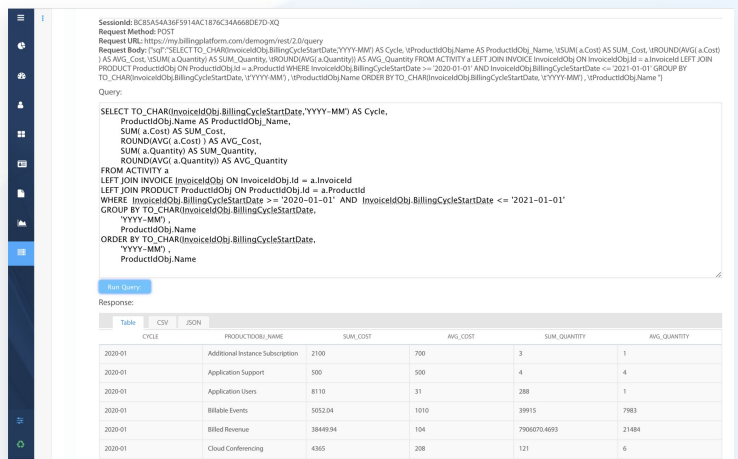 SessionId: BC85A54A36F5914AC1876C34A668DE7D-XQ
Request Method: POST
Request URL: https://my.billingplatform.com/demogm/rest/2.0/query
Request Body: {"sql":"SELECT TO_CHAR(InvoiceIdObj.BillingCycleStartDate,'YYYY-MM') AS Cycle, \tProductIdObj.Name AS ProductIdObj_Name, \tSUM( a.Cost) AS SUM_Cost, \tROUND(AVG( a.Cost)
) AS AVG_Cost, \tSUM( a.Quantity) AS SUM_Quantity, \tROUND(AVG( a.Quantity)) AS AVG_Quantity FROM ACTIVITY a LEFT JOIN INVOICE InvoiceIdObj ON InvoiceIdObj.Id = a.InvoiceId LEFT JOIN
PRODUCT ProductIdObj ON ProductIdObj.Id = a.ProductId WHERE InvoiceIdObj.BillingCycleStartDate >= '2020-01-01' AND InvoiceIdObj.BillingCycleStartDate <= '2021-01-01' GROUP BY
TO_CHAR(InvoiceIdObj.BillingCycleStartDate, \t'YYYY-MM') , \tProductIdObj.Name ORDER BY TO_CHAR(InvoiceIdObj.BillingCycleStartDate, \t'YYYY-MM') , \tProductIdObj.Name "}
Query:
SELECT TO_CHAR(InvoiceIdObj.BillingCycleStartDate,'YYYY-MM') AS Cycle,
ProductIdObj.Name AS ProductIdObj_Name,
SUM( a.Cost) AS SUM_Cost,
ROUND(AVG( a.Cost) ) AS AVG_Cost,
SUM( a.Quantity) AS SUM_Quantity,
ROUND(AVG( a.Quantity)) AS AVG_Quantity
FROM ACTIVITY a
LEFT JOIN INVOICE InvoiceIdObj ON InvoiceIdObj.Id = a.InvoiceId
LEFT JOIN PRODUCT ProductIdObj ON ProductIdObj.Id = a.ProductId
WHERE InvoiceIdObj.BillingCycleStartDate >= '2020-01-01' AND InvoiceIdObj.BillingCycleStartDate <= '2021-01-01'
GROUP BY TO_CHAR(InvoiceIdObj.BillingCycleStartDate,
'YYYY-MM') ,
ProductIdObj.Name
ORDER BY TO_CHAR(InvoiceIdObj.BillingCycleStartDate,
'YYYY-MM') ,
ProductIdObj.Name
Run Query
Response:
Table CSV JSON
CYCLE PRODUCTIDOBJ_NAME SUM_COST AVG_COST SUM_QUANTITY AVG_QUANTITY
2020-01 Additional Instance Subscription 2100 700 3 1
2020-01 Application Support 500 500 4 4
2020-01 Application Users 8110 31 288 1
2020-01 Billable Events 5052.04 1010 39915 7983
2020-01 Billed Revenue 38449.94 104 7906070.4693 21484
2020-01 Cloud Conferencing 4365 208 121 6